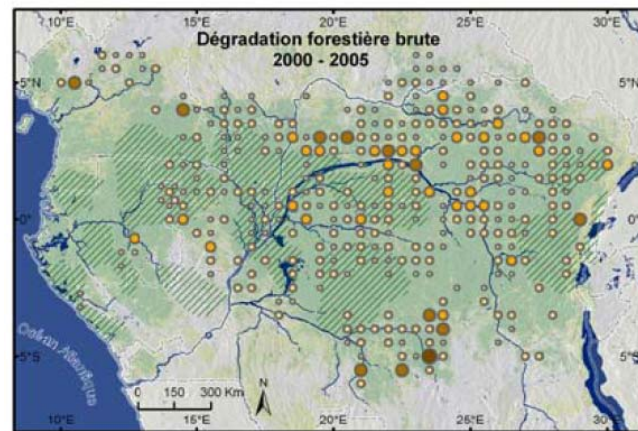 10°E 15°E 20°E 25°E 30°E
Dégradation forestière brute
2000 - 2005
5°N 5°N
0° 0°
5°S 5°S
Océan Atlantique
0 150 300 Km
N
10°E 15°E 20°E 25°E 30°E